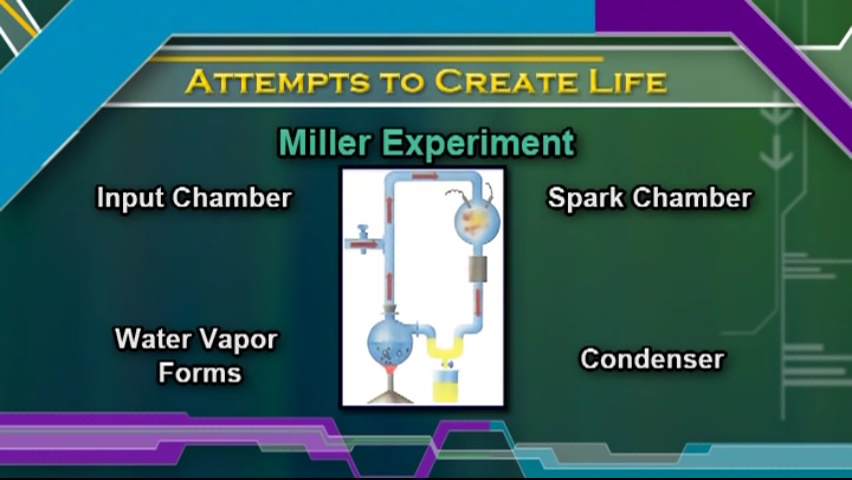 ATTEMPTS TO CREATE LIFE
Miller Experiment
Input Chamber
Spark Chamber
Water Vapor
Forms
Condenser